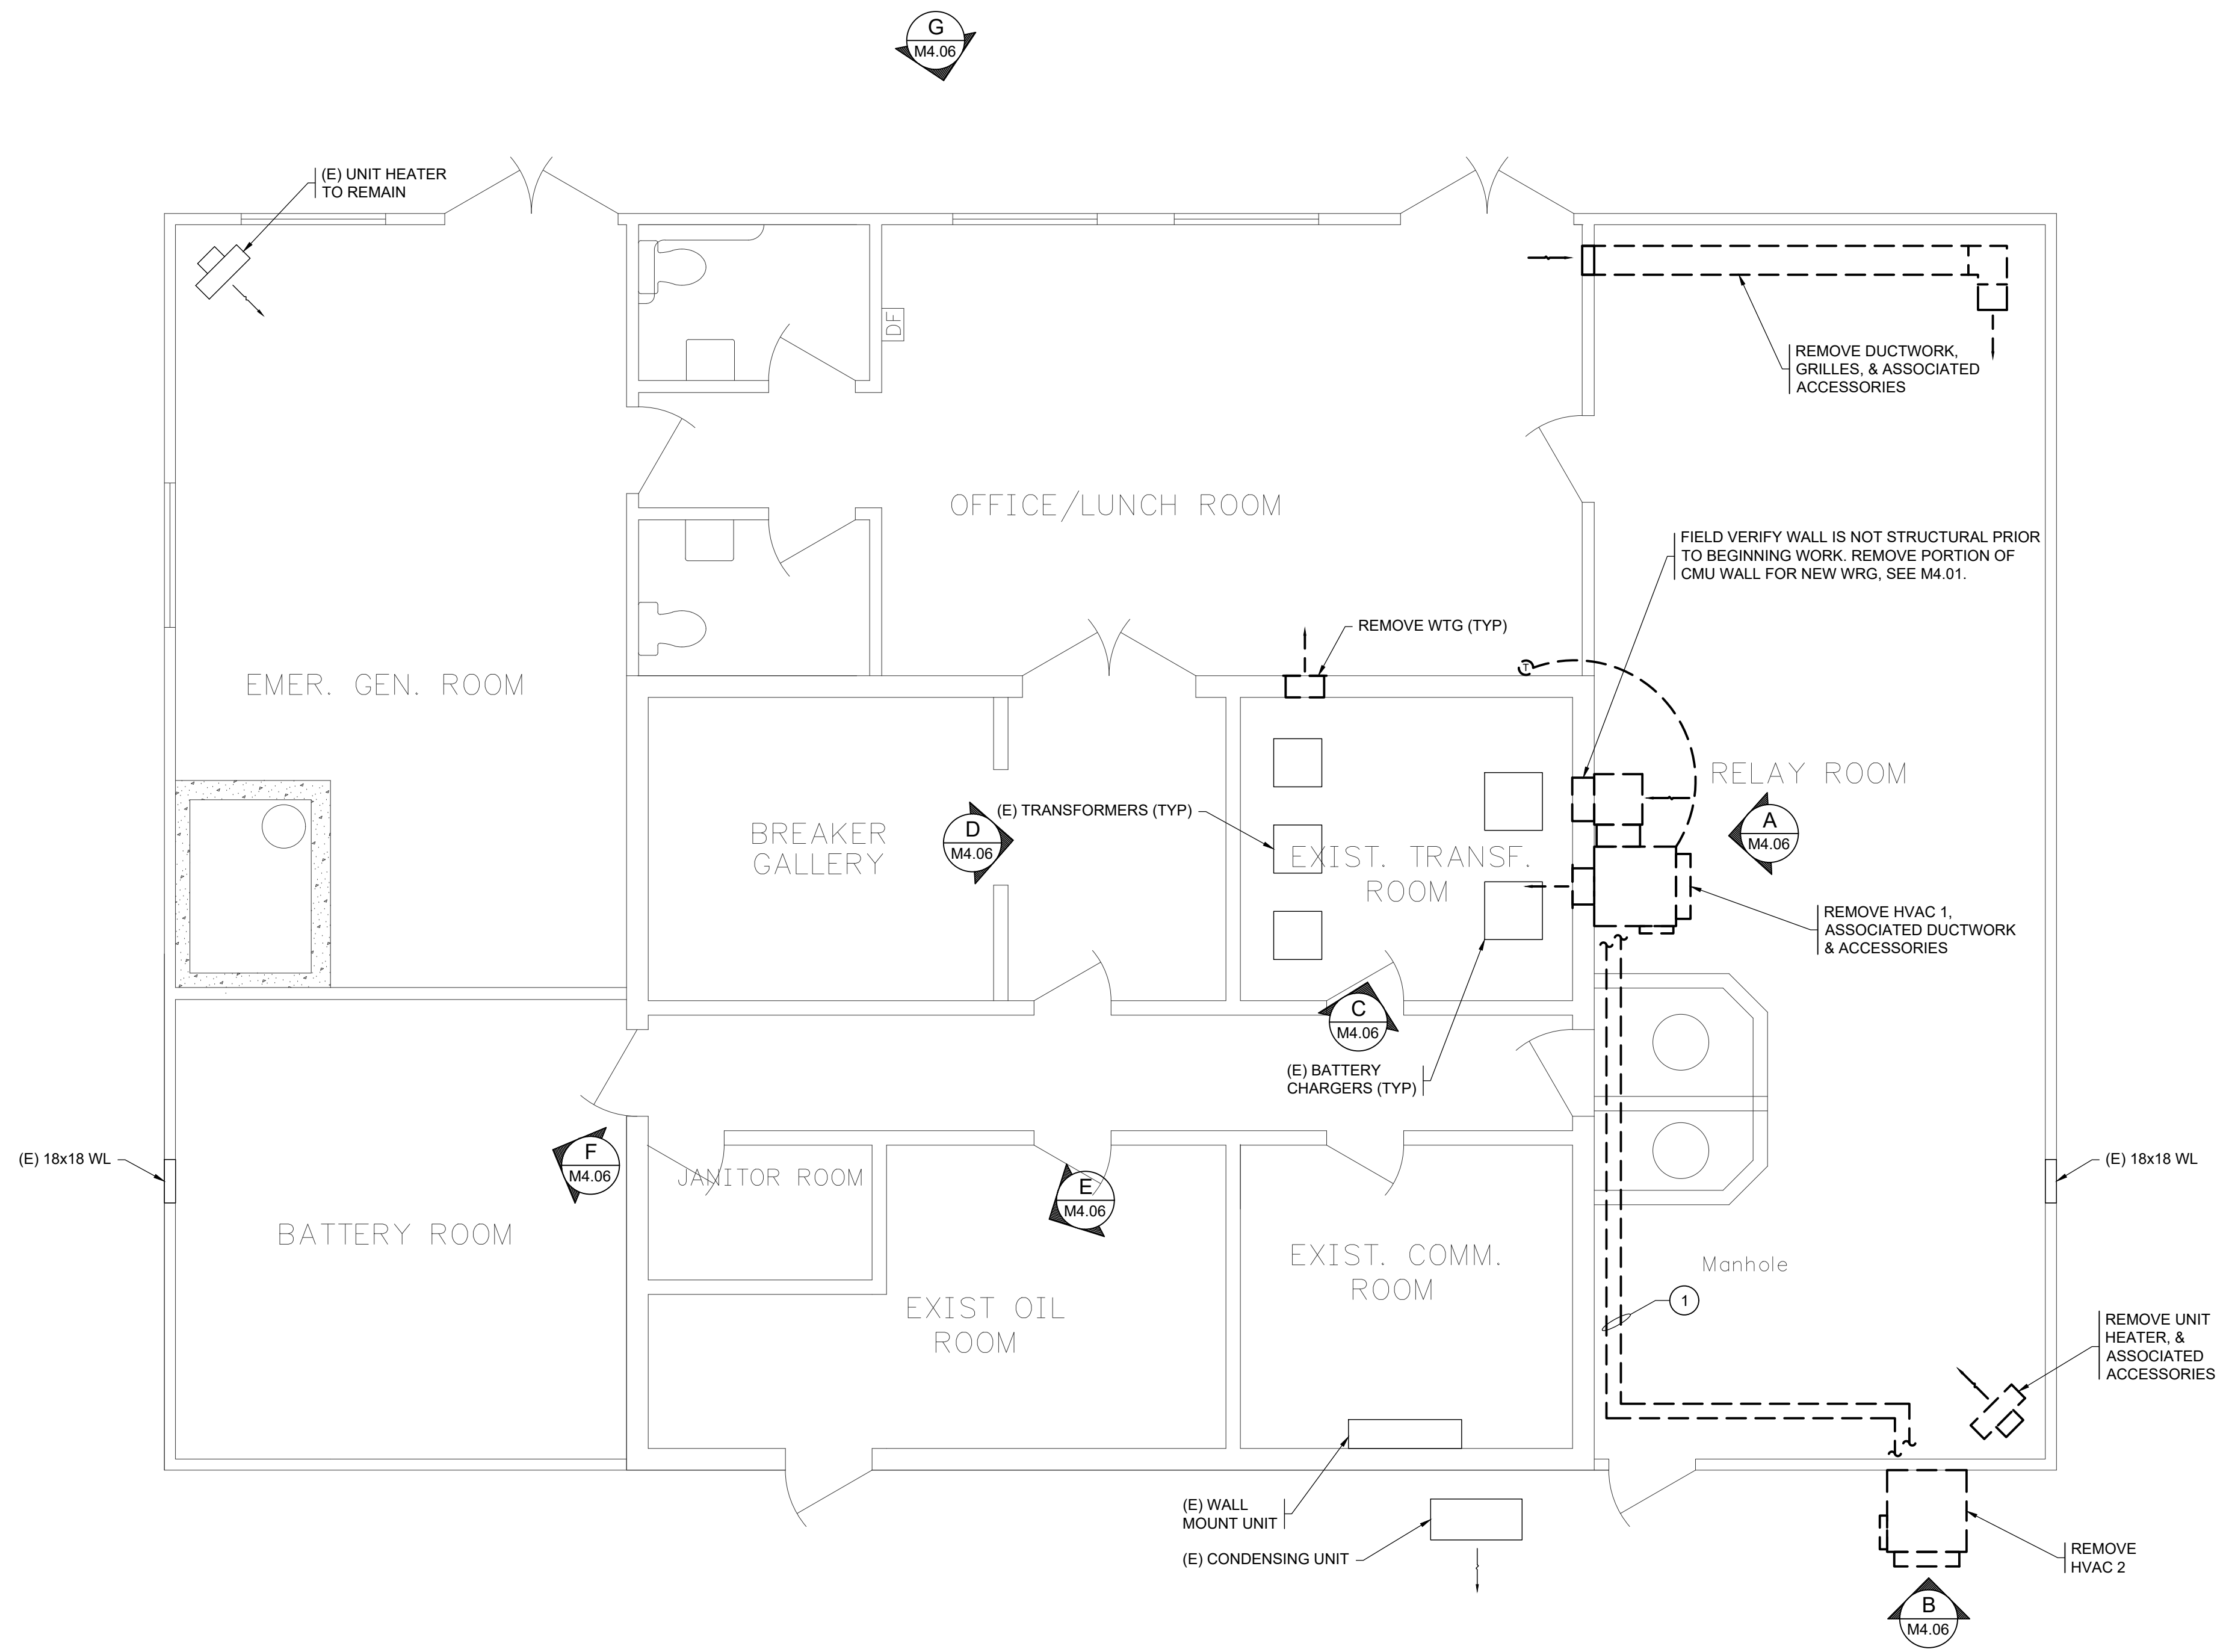 G
M4.06
(E) UNIT HEATER
TO REMAIN
DF
REMOVE DUCTWORK,
GRILLES, & ASSOCIATED
ACCESSORIES
OFFICE/LUNCH ROOM
FIELD VERIFY WALL IS NOT STRUCTURAL PRIOR
TO BEGINNING WORK. REMOVE PORTION OF
CMU WALL FOR NEW WRG, SEE M4.01.
REMOVE WTG (TYP)
T
EMER. GEN. ROOM
RELAY ROOM
(E) TRANSFORMERS (TYP)
BREAKER
GALLERY
D
M4.06
A
M4.06
EXIST. TRANSF.
ROOM
REMOVE HVAC 1,
ASSOCIATED DUCTWORK
& ACCESSORIES
C
M4.06
(E) BATTERY
CHARGERS (TYP)
(E) 18x18 WL
F
M4.06
JANITOR ROOM
E
M4.06
(E) 18x18 WL
BATTERY ROOM
EXIST. COMM.
ROOM
Manhole
EXIST OIL
ROOM
1
REMOVE UNIT
HEATER, &
ASSOCIATED
ACCESSORIES
(E) WALL
MOUNT UNIT
(E) CONDENSING UNIT
REMOVE
HVAC 2
B
M4.06